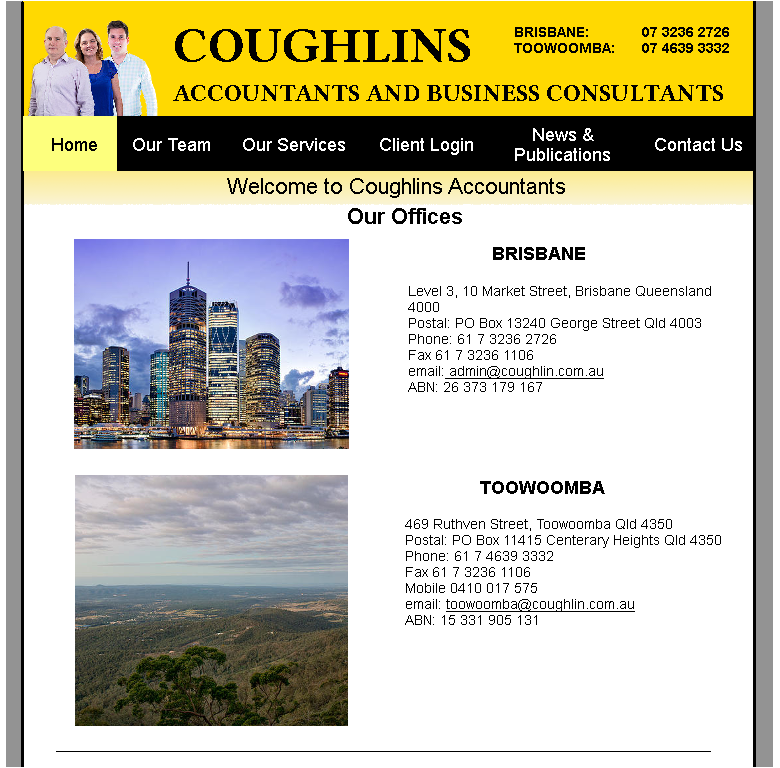 COUGHLINS
ACCOUNTANTS AND BUSINESS CONSULTANTS
BRISBANE: 07 3236 2726
TOOWOOMBA: 07 4639 3332
Home Our Team Our Services Client Login News & Publications Contact Us
Welcome to Coughlins Accountants
Our Offices
BRISBANE
Level 3, 10 Market Street, Brisbane Queensland
4000
Postal: PO Box 13240 George Street Qld 4003
Phone: 61 7 3236 2726
Fax 61 7 3236 1106
email: admin@coughlin.com.au
ABN: 26 373 179 167
TOOWOOMBA
469 Ruthven Street, Toowoomba Qld 4350
Postal: PO Box 11415 Centerary Heights Qld 4350
Phone: 61 7 4639 3332
Fax 61 7 3236 1106
Mobile 0410 017 575
email: toowoomba@coughlin.com.au
ABN: 15 331 905 131